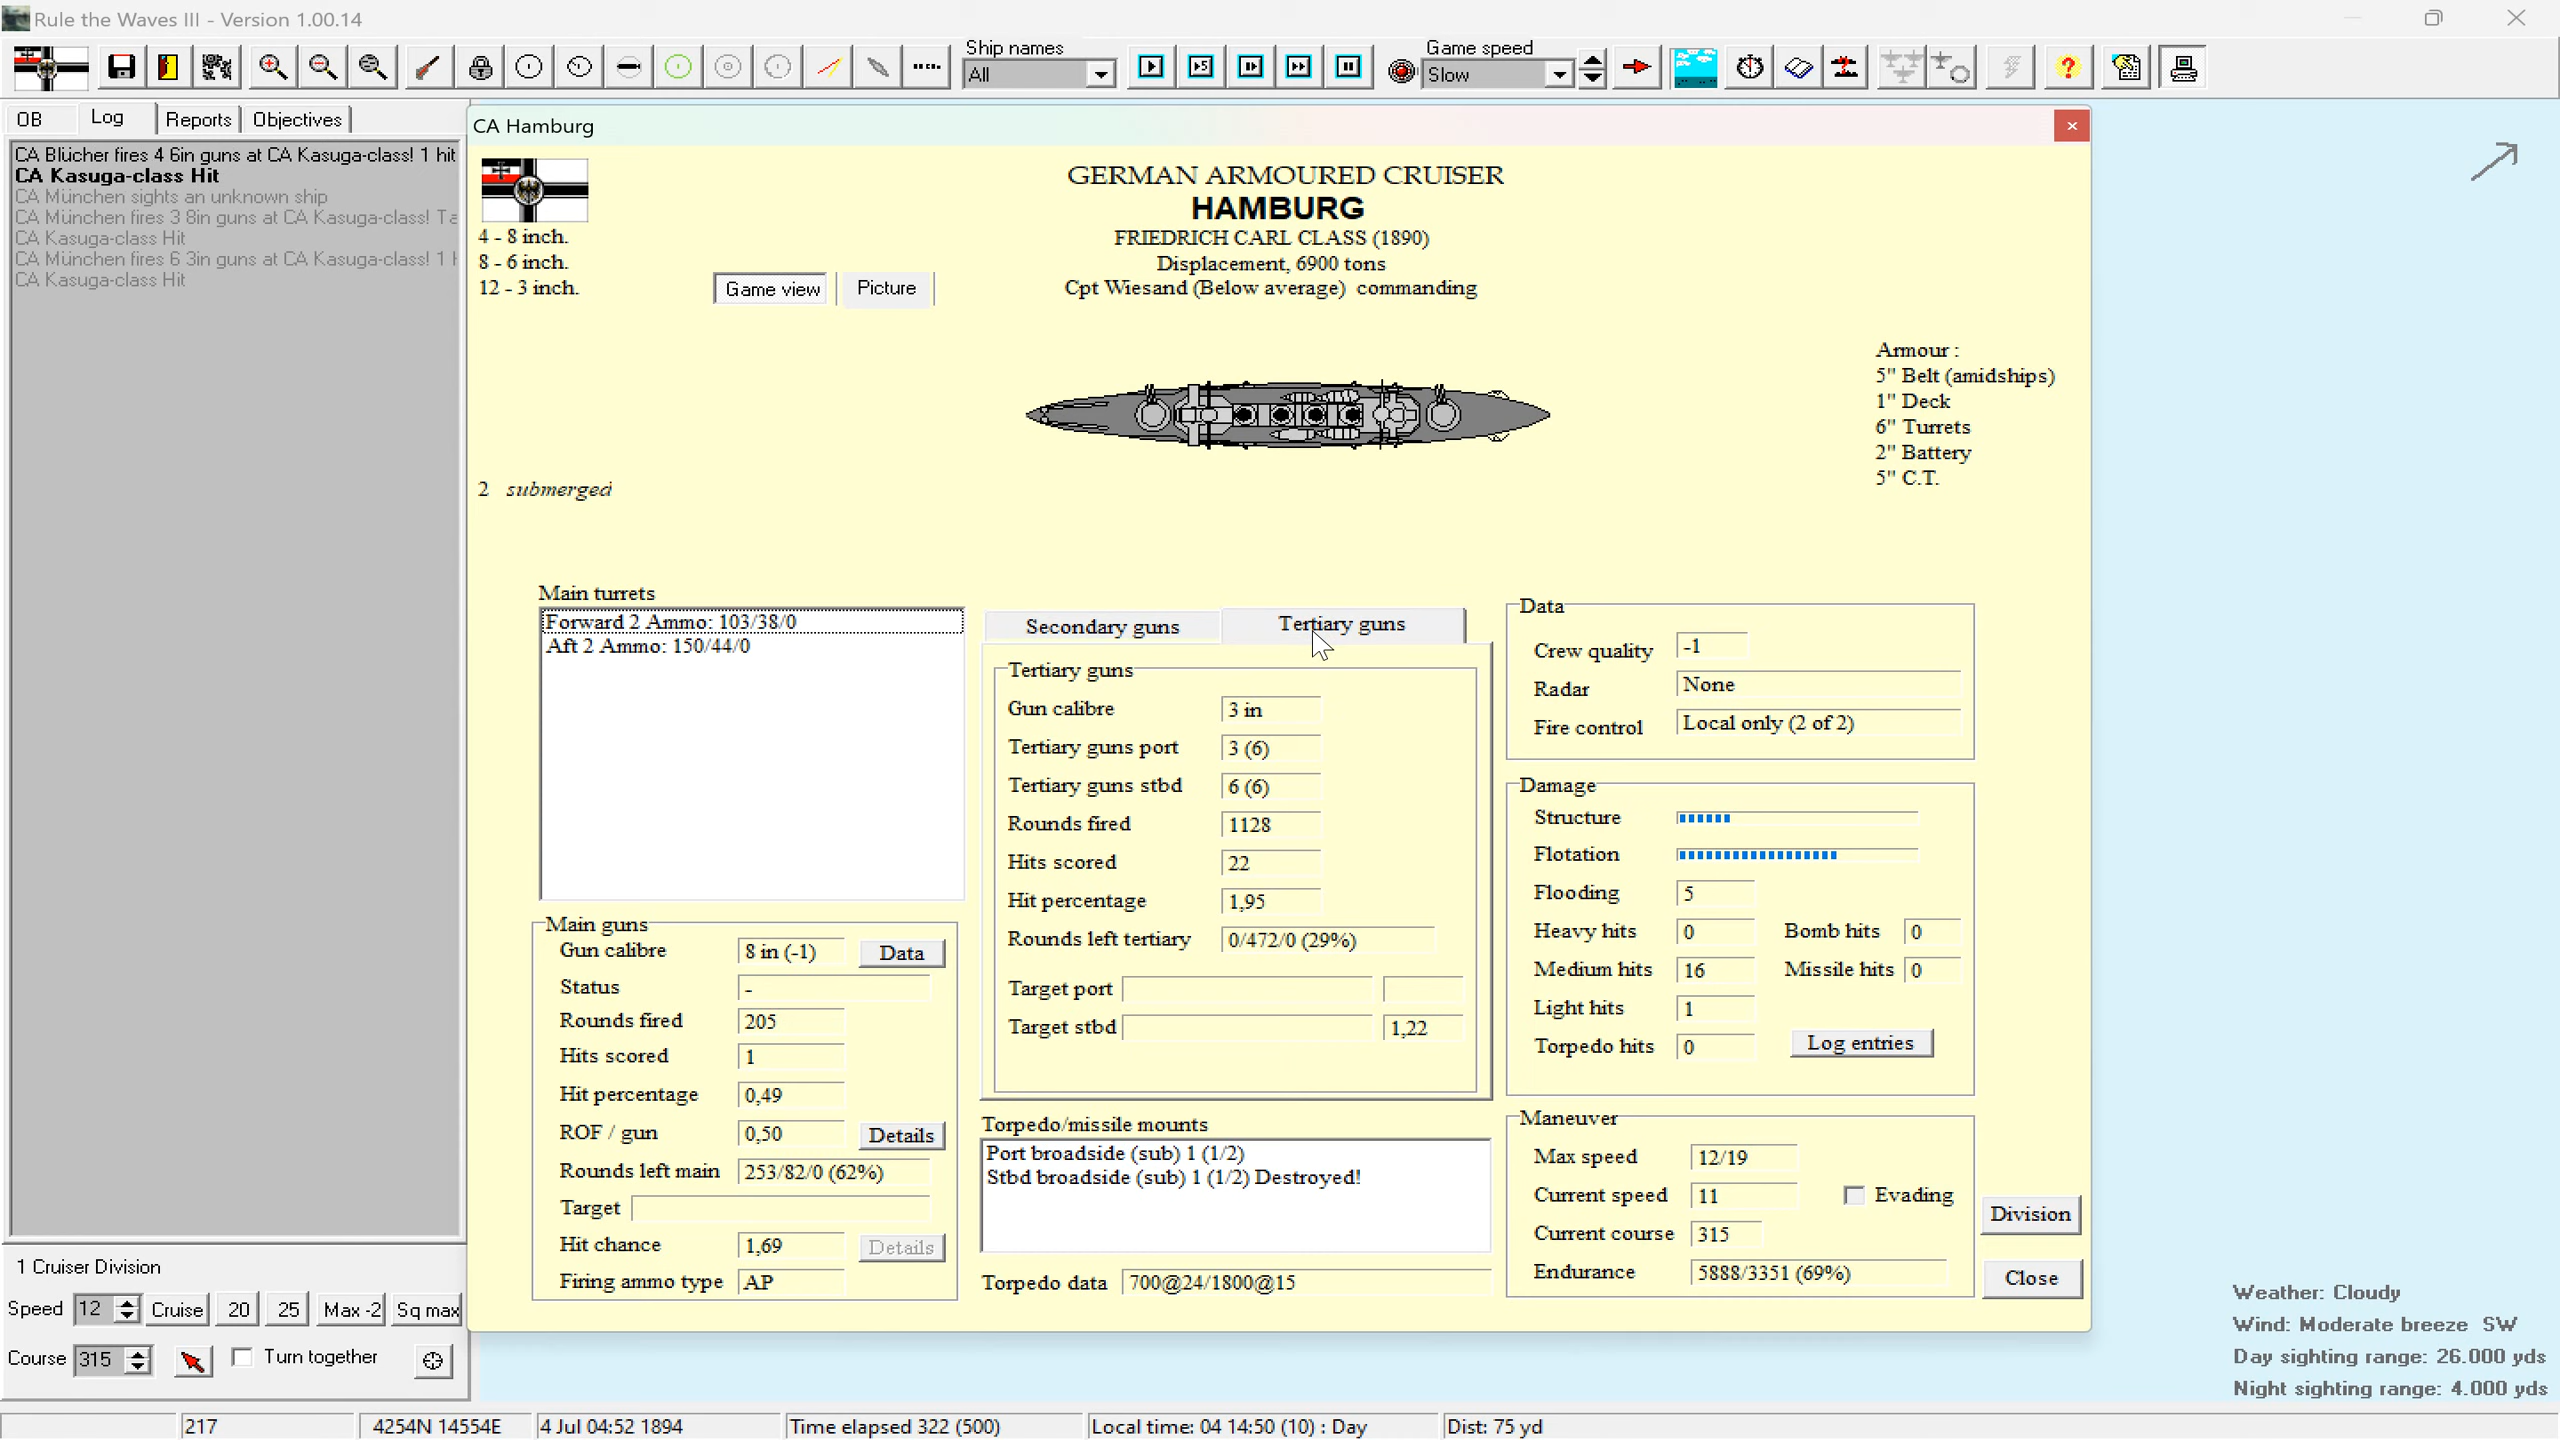 Rule the Waves III - Version 1.00.14
Ship names
All
Game speed
Slow
OB
Log
Reports
Objectives
CA Blücher fires 4 6in guns at CA Kasuga-class! 1 hit
CA Kasuga-class Hit
CA München sights an unknown ship
CA München fires 3 8in guns at CA Kasuga-class!
CA Kasuga-class Hit
CA München fires 6 3in guns at CA Kasuga-class! 1
CA Kasuga-class Hit
CA Hamburg
GERMAN ARMOURED CRUISER
HAMBURG
FRIEDRICH CARL CLASS (1890)
Displacement, 6900 tons
Cpt Wiesand (Below average) commanding
4 - 8 inch.
8 - 6 inch.
12 - 3 inch.
Game view
Picture
Armour :
5" Belt (amidships)
1" Deck
6" Turrets
2" Battery
5" C.T.
2 submerged
Main turrets
Forward 2 Ammo: 103/38/0
Aft 2 Ammo: 150/44/0
Main guns
Gun calibre 8 in (-1) Data
Status -
Rounds fired 205
Hits scored 1
Hit percentage 0,49
ROF / gun 0,50 Details
Rounds left main 253/82/0 (62%)
Target
Hit chance 1,69 Details
Firing ammo type AP
Secondary guns
Tertiary guns
Tertiary guns
Gun calibre 3 in
Tertiary guns port 3 (6)
Tertiary guns stbd 6 (6)
Rounds fired 1128
Hits scored 22
Hit percentage 1,95
Rounds left tertiary 0/472/0 (29%)
Target port
Target stbd 1,22
Torpedo/missile mounts
Port broadside (sub) 1 (1/2)
Stbd broadside (sub) 1 (1/2) Destroyed!
Torpedo data 700@24/1800@15
Data
Crew quality -1
Radar None
Fire control Local only (2 of 2)
Damage
Structure
Flotation
Flooding 5
Heavy hits 0 Bomb hits 0
Medium hits 16 Missile hits 0
Light hits 1
Torpedo hits 0 Log entries
Maneuver
Max speed 12/19
Current speed 11 Evading
Current course 315
Endurance 5888/3351 (69%)
Division
Close
1 Cruiser Division
Speed 12 Cruise 20 25 Max -2 Sq max
Course 315 Turn together
Weather: Cloudy
Wind: Moderate breeze SW
Day sighting range: 26.000 yds
Night sighting range: 4.000 yds
217
4254N 14554E
4 Jul 04:52 1894
Time elapsed 322 (500)
Local time: 04 14:50 (10) : Day
Dist: 75 yd